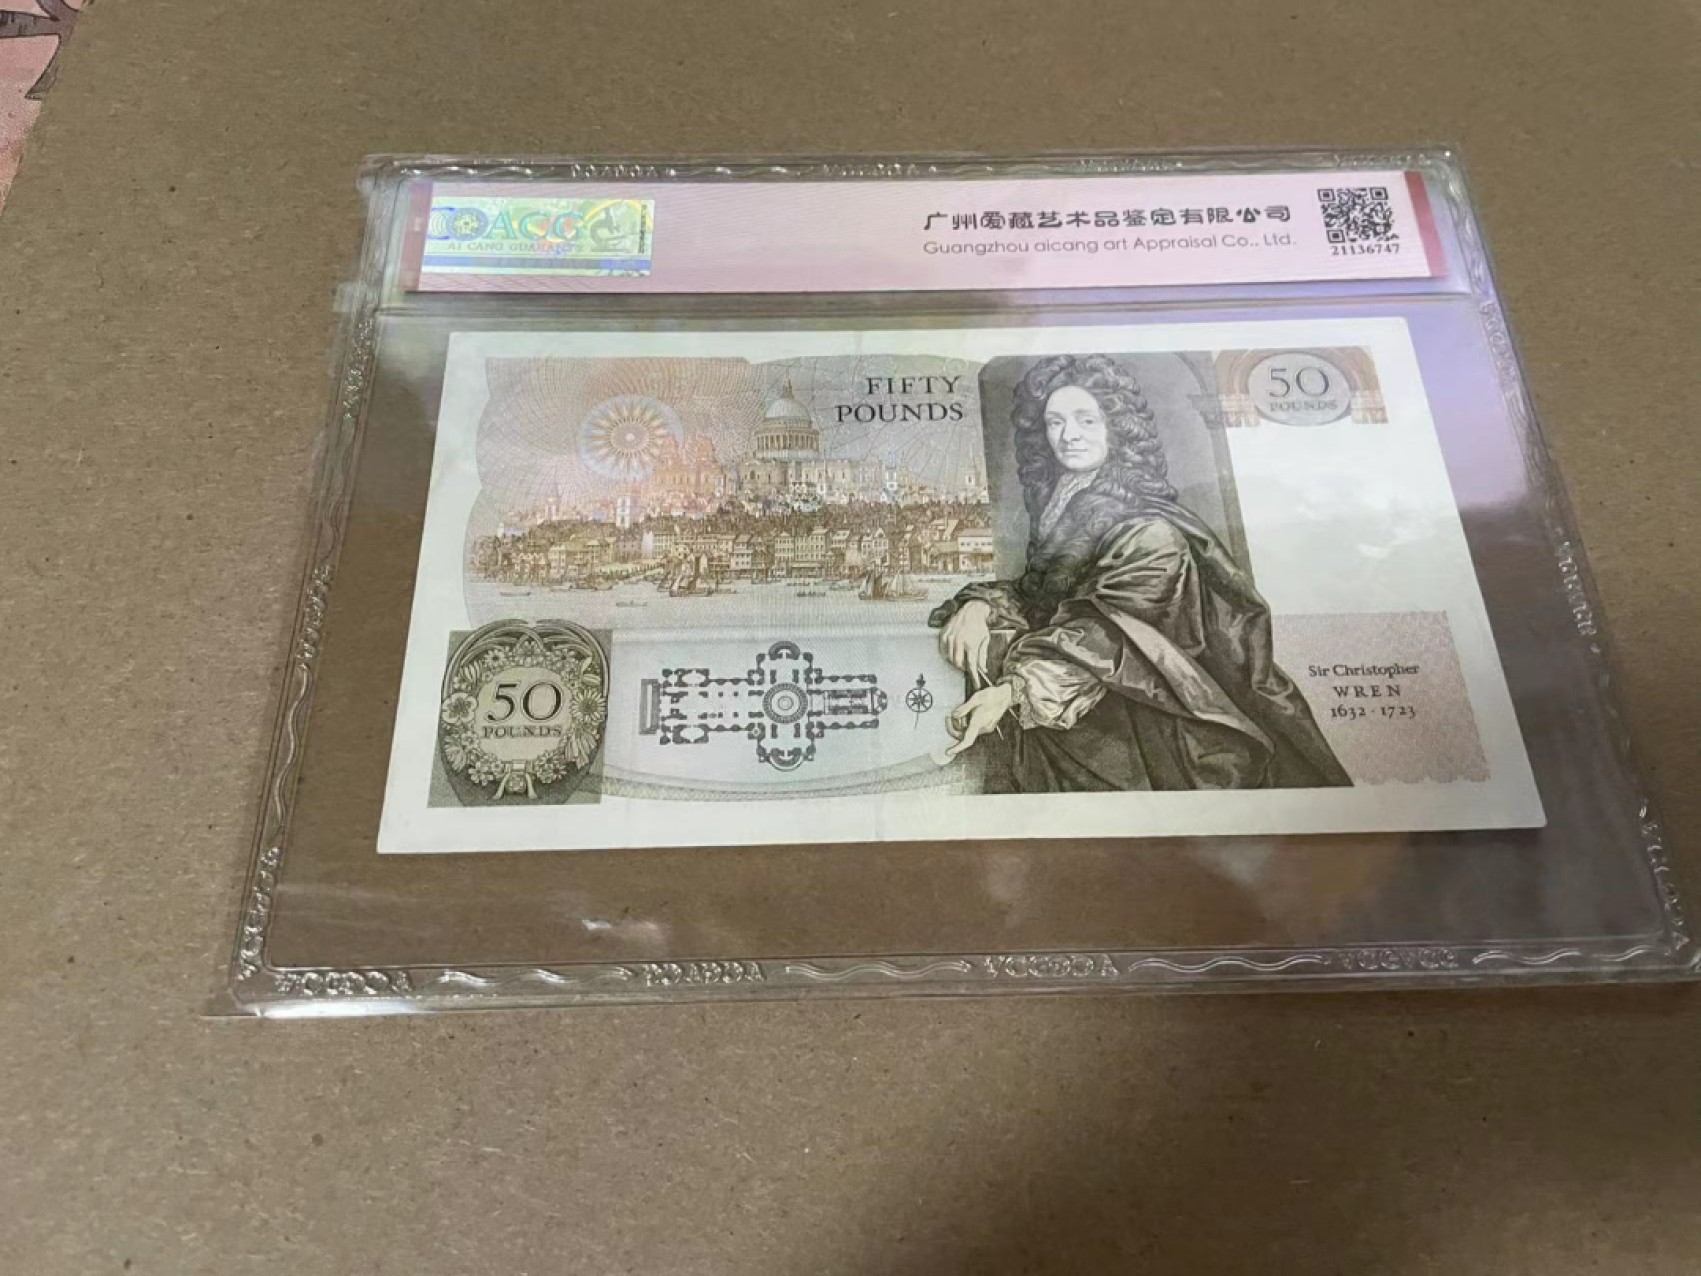 ACG
AI CANG GUARANTY
广州爱藏艺术品鉴定有限公司
Guangzhou aicang art Appraisal Co., Ltd.
21136747
FIFTY
POUNDS
50
POUNDS
50
POUNDS
Sir Christopher
WREN
1632 · 1723